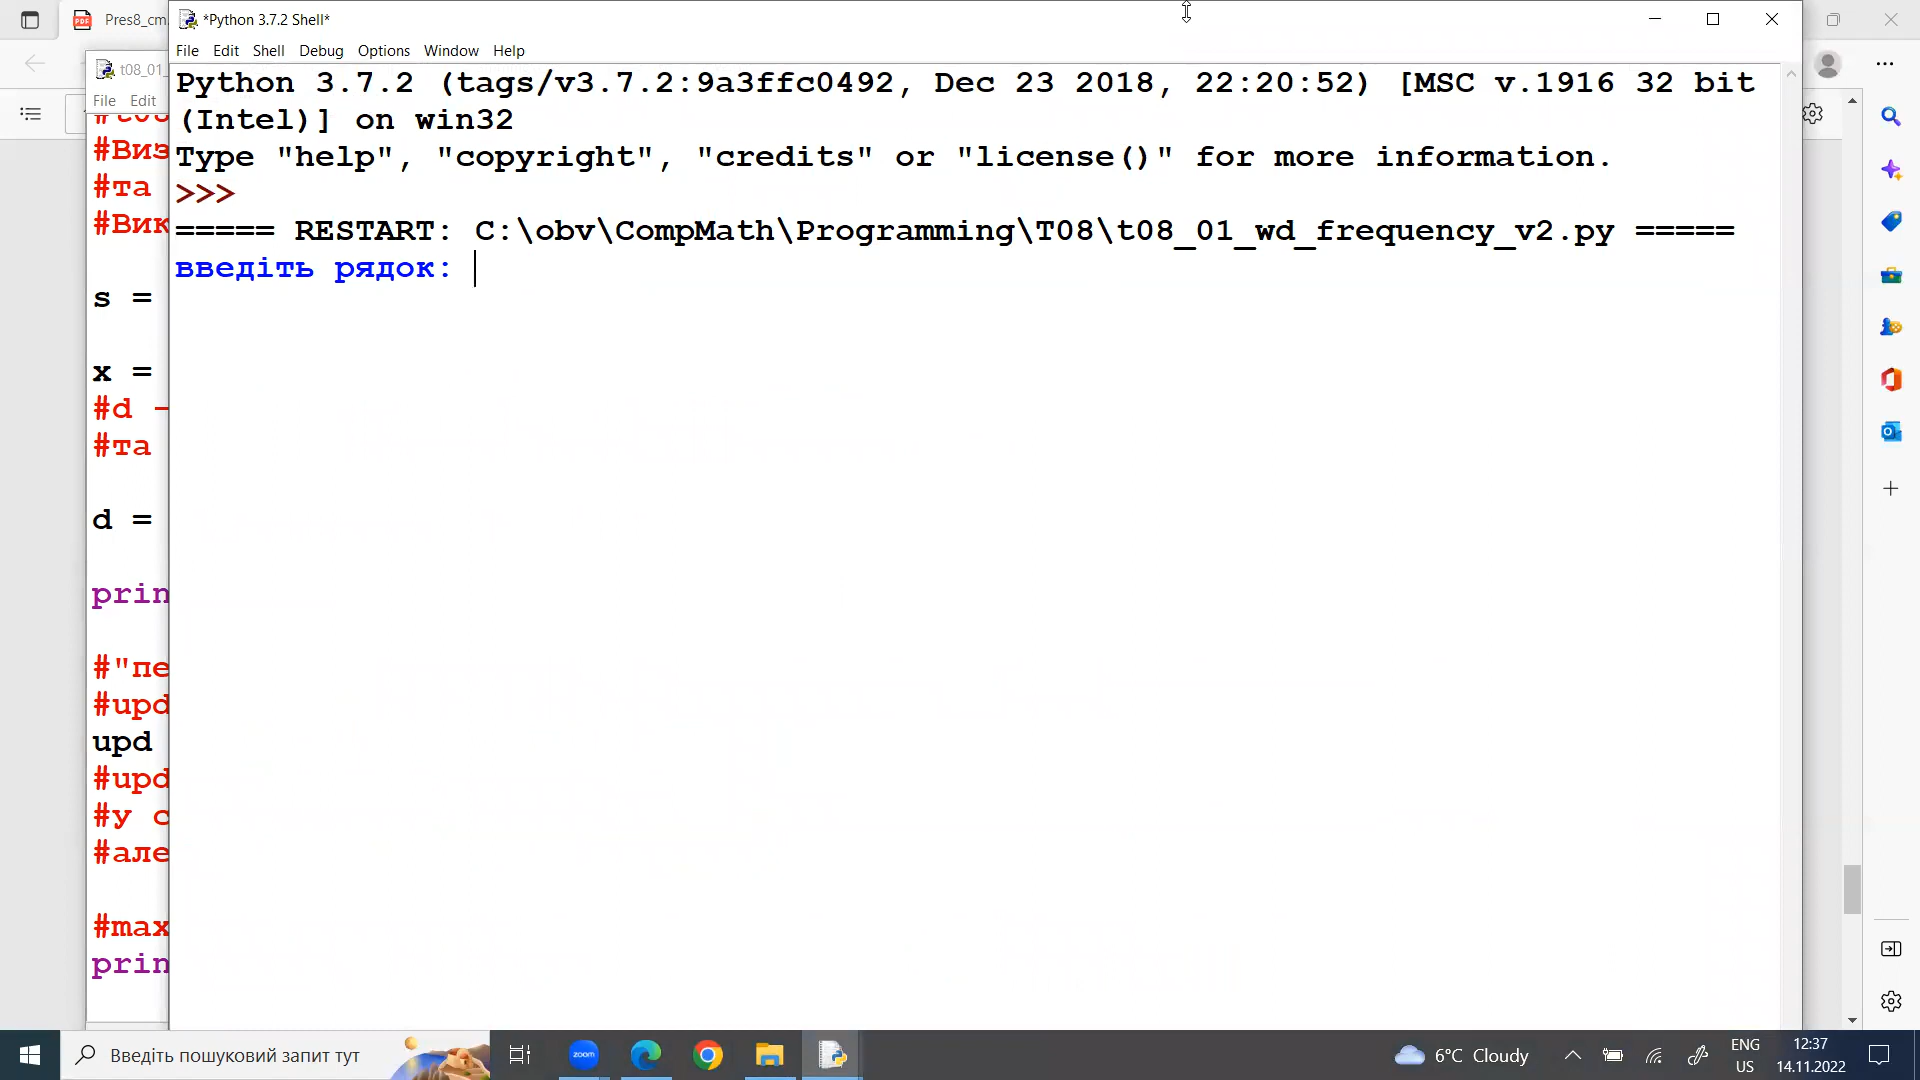 Pres8_cm.
*Python 3.7.2 Shell*
File Edit Shell Debug Options Window Help
t08_01_
File Edit
Python 3.7.2 (tags/v3.7.2:9a3ffc0492, Dec 23 2018, 22:20:52) [MSC v.1916 32 bit
(Intel)] on win32
Type "help", "copyright", "credits" or "license()" for more information.
>>>
===== RESTART: C:\obv\CompMath\Programming\T08\t08_01_wd_frequency_v2.py =====
введіть рядок:
#t08
#Виз
#та
#Вик
s =
x =
#d -
#та
d =
prin
#"пе
#upd
upd
#upd
#у с
#але
#max
prin
Введіть пошуковий запит тут
zoom
6°C Cloudy
ENG
US
12:37
14.11.2022